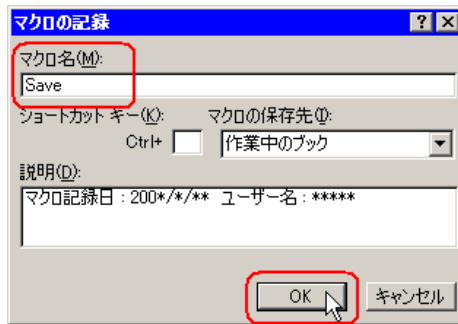 マクロの記録
マクロ名(M):
Save
ショートカット キー(K): マクロの保存先(I):
Ctrl+ 作業中のブック
説明(D):
マクロ記録日 : 200*/*/** ユーザー名 : *****
OK キャンセル